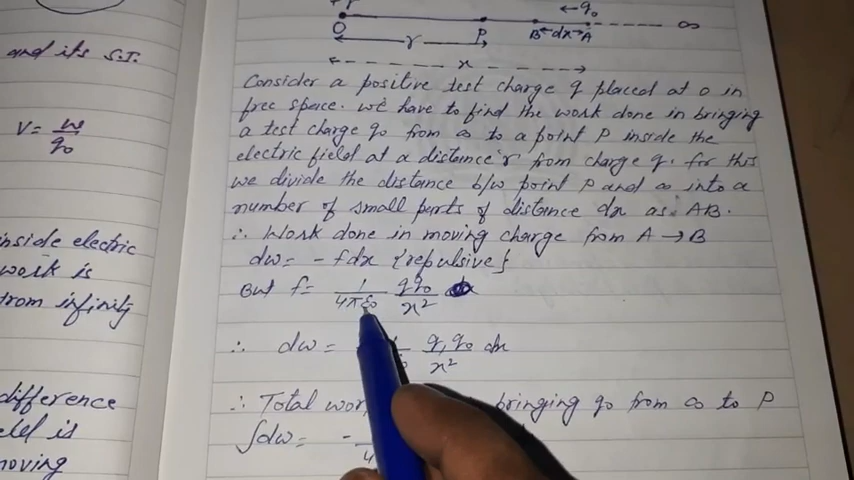 and its S.I.
V = w/q₀
inside electric
work is
from infinity
difference
is
moving
←q₀
O P B ←dx→ A ∞
r
x
Consider a positive test charge q placed at O in
free space. we have to find the work done in bringing
a test charge q₀ from ∞ to a point P inside the
electric field at a distance 'r' from charge q. for this
we divide the distance b/w point P and ∞ into a
number of small parts of distance dx as AB.
∴ Work done in moving charge from A → B
dw = - fdx {repulsive}
But f = 1/4πε₀ qq₀/x²
∴ dw = q, q₀/x² dx
∴ Total bringing q₀ from ∞ to P
∫dw = -